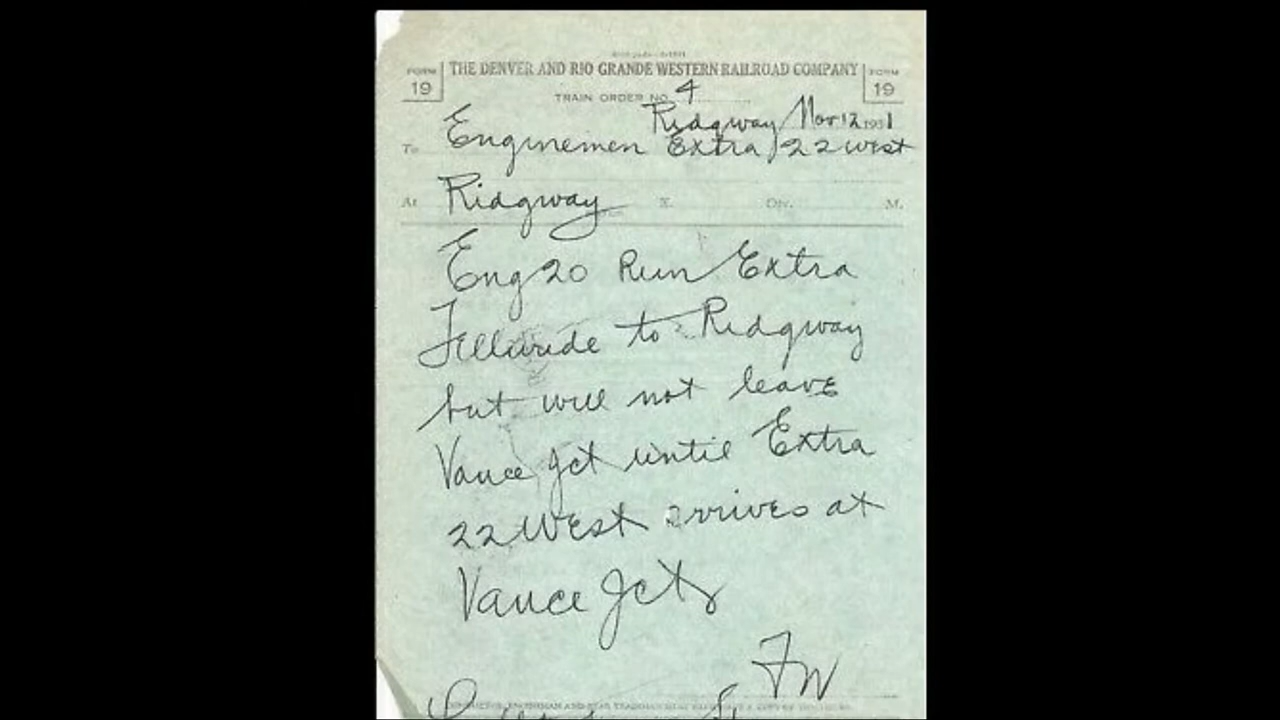 FORM 19 THE DENVER AND RIO GRANDE WESTERN RAILROAD COMPANY FORM 19
TRAIN ORDER NO. 4
Ridgway Nov 12 1951
To Enginemen Extra 22 West
At Ridgway X. Opr. M.
Eng 20 Run Extra
Telluride to Ridgway
but will not leave
Vance Jct until Extra
22 West arrives at
Vance Jct
FW